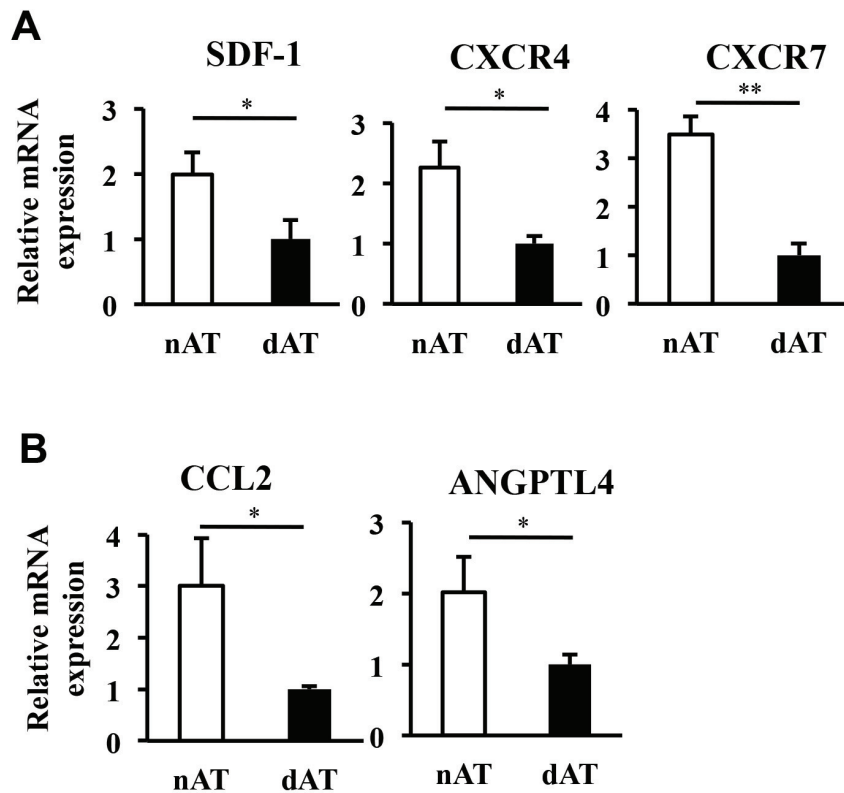 A
SDF-1
CXCR4
CXCR7
Relative mRNA
expression
3
2
1
0
*
nAT dAT
3
2
1
0
*
nAT dAT
4
3
2
1
0
**
nAT dAT
B
CCL2
ANGPTL4
Relative mRNA
expression
4
3
2
1
0
*
nAT dAT
3
2
1
0
*
nAT dAT